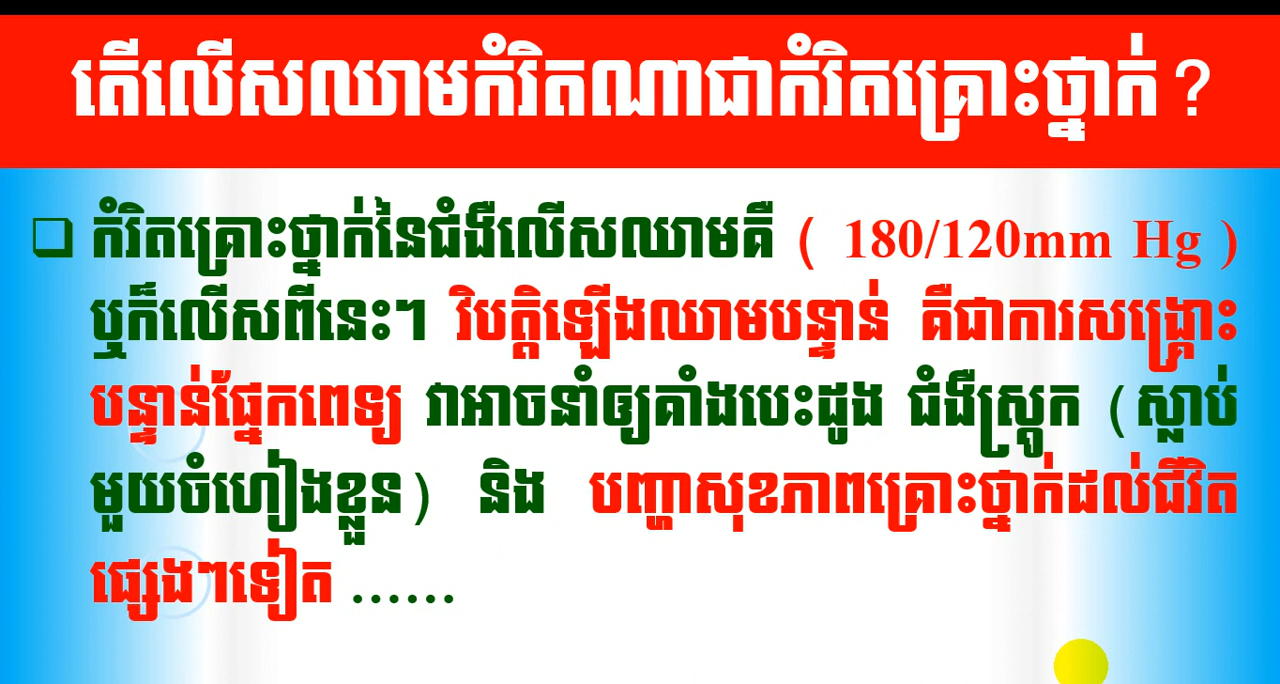 តើលើសឈាមកំរិតណាជាកំរិតគ្រោះថ្នាក់ ?
❑ កំរិតគ្រោះថ្នាក់នៃជំងឺលើសឈាមគឺ ( 180/120mm Hg )
ឬក៏លើសពីនេះ។ វិបត្តិឡើងឈាមបន្ទាន់ គឺជាការសង្គ្រោះ
បន្ទាន់ផ្នែកពេទ្យ វាអាចនាំឲ្យគាំងបេះដូង ជំងឺស្ត្រូក (ស្លាប់
មួយចំហៀងខ្លួន) និង បញ្ហាសុខភាពគ្រោះថ្នាក់ដល់ជីវិត
ផ្សេងៗទៀត ......